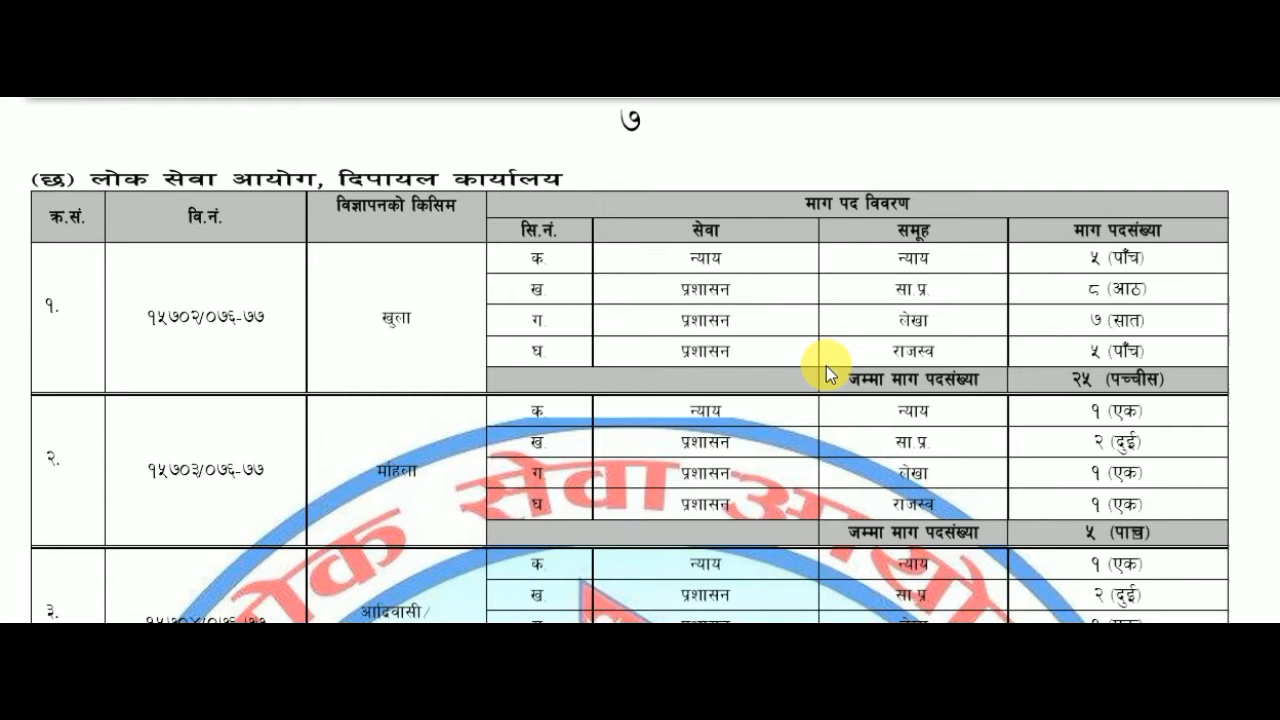 ७
(छ) लोक सेवा आयोग, दिपायल कार्यालय
क्र.सं. वि.नं. विज्ञापनको किसिम माग पद विवरण
सि.नं. सेवा समूह माग पदसंख्या
१. १५७०२/०७६-७७ खुला
क. न्याय न्याय ५ (पाँच)
ख. प्रशासन सा.प्र. ८ (आठ)
ग. प्रशासन लेखा ७ (सात)
घ. प्रशासन राजस्व ५ (पाँच)
जम्मा माग पदसंख्या २५ (पच्चीस)
२. १५७०३/०७६-७७ महिला
क न्याय न्याय १ (एक)
ख. प्रशासन सा.प्र. २ (दुई)
ग. प्रशासन लेखा १ (एक)
घ. प्रशासन राजस्व १ (एक)
जम्मा माग पदसंख्या ५ (पाञ्च)
३. आदिवासी/
क. न्याय न्याय १ (एक)
ख. प्रशासन सा.प्र. २ (दुई)
सेवा